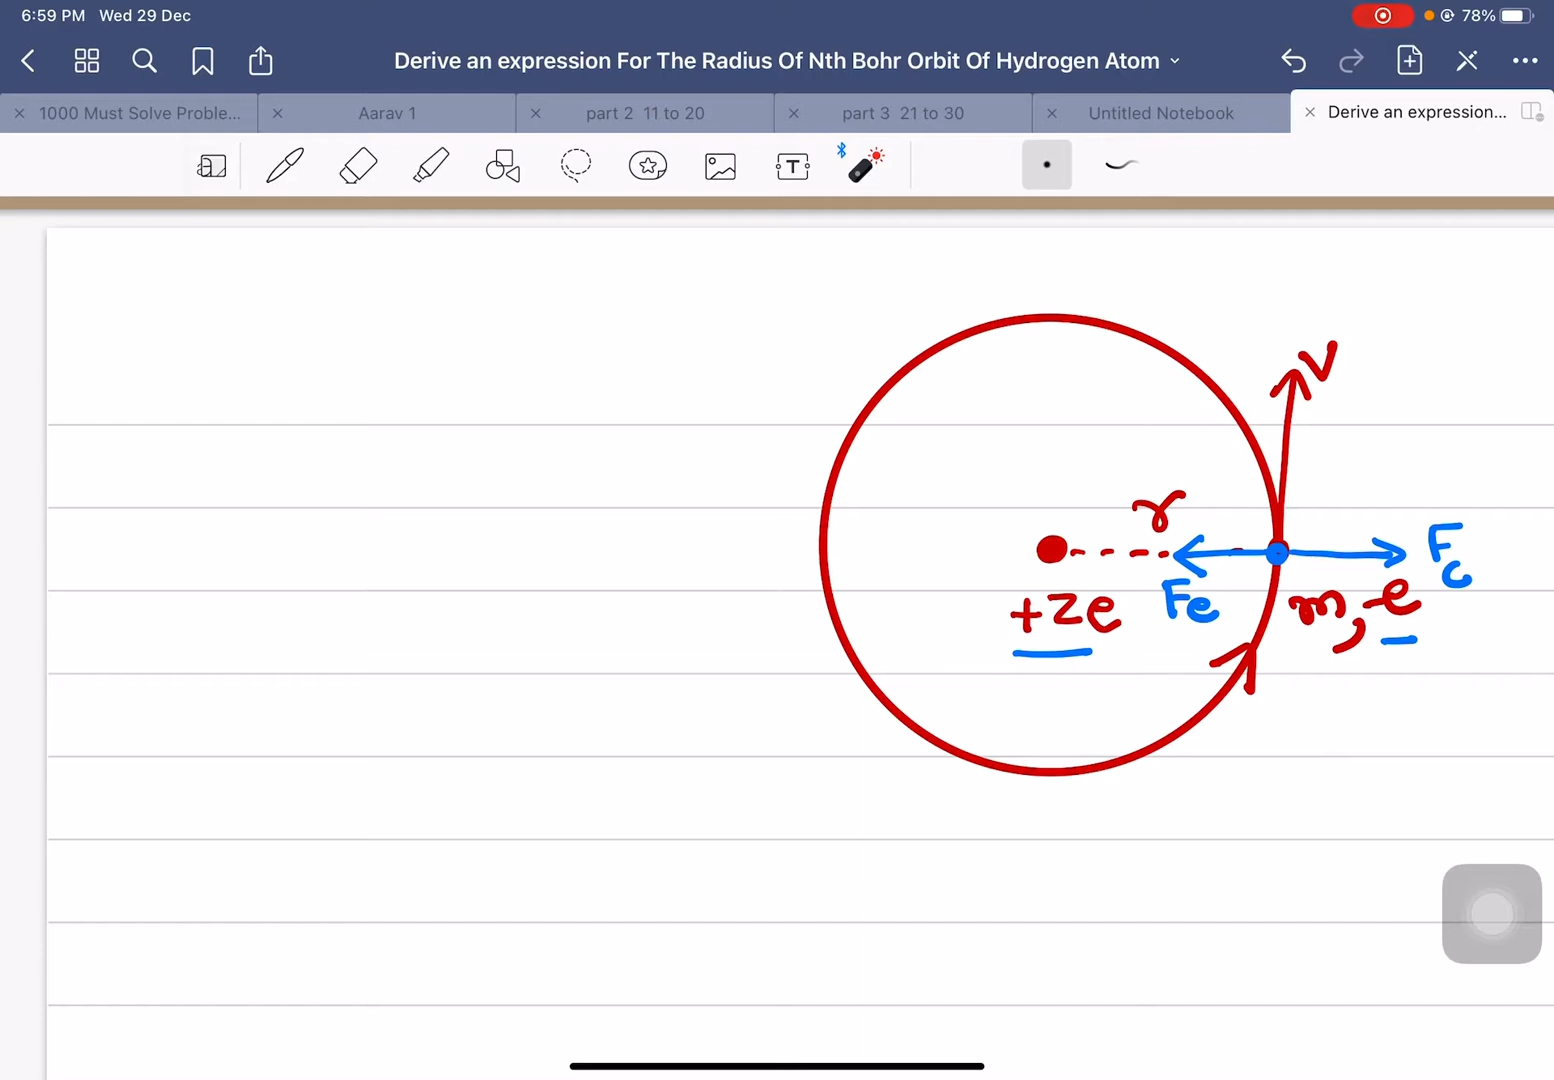 6:59 PM Wed 29 Dec 78%
Derive an expression For The Radius Of Nth Bohr Orbit Of Hydrogen Atom
1000 Must Solve Proble...
Aarav 1
part 2 11 to 20
part 3 21 to 30
Untitled Notebook
Derive an expression...
T
v
r
Fc
+ze
Fe
m, -e